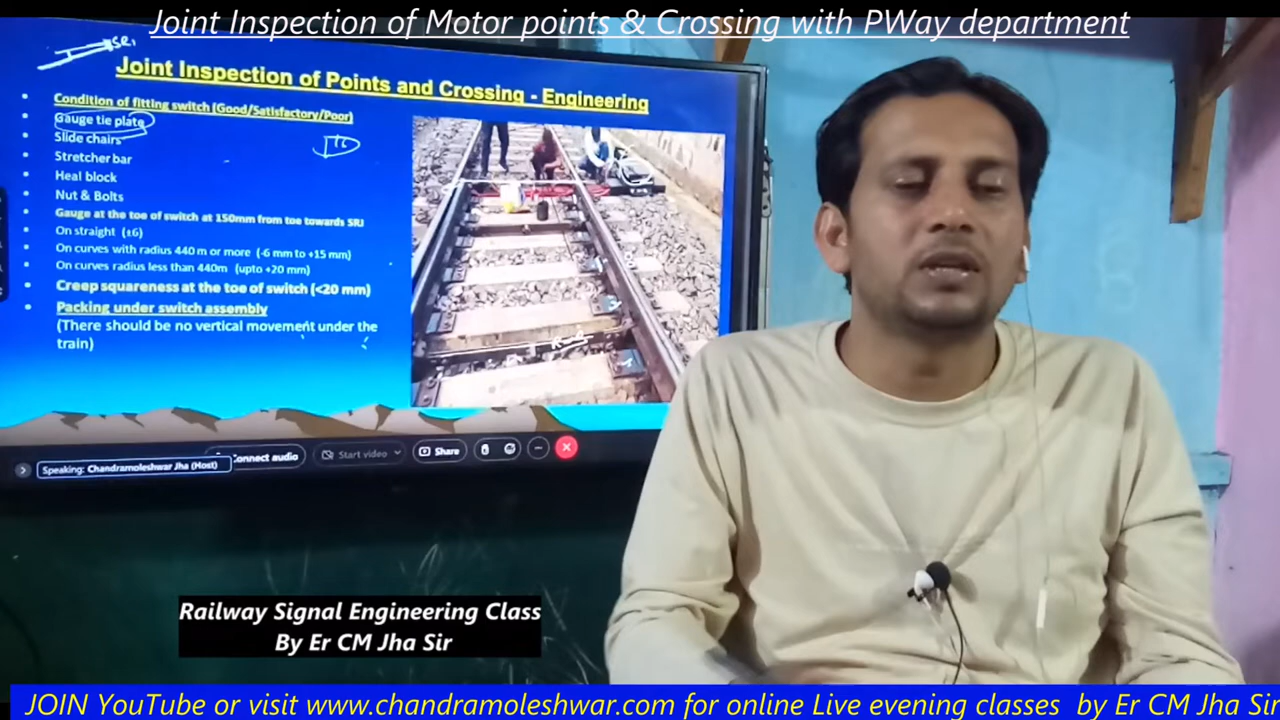 Joint Inspection of Motor points & Crossing with PWay department
SRJ
Joint Inspection of Points and Crossing - Engineering
• Condition of fitting switch (Good/Satisfactory/Poor)
• Gauge tie plate
• Slide chairs
• Stretcher bar
• Heal block
• Nut & Bolts
• Gauge at the toe of switch at 150mm from toe towards SRJ
• On straight (±6)
• On curves with radius 440 m or more (-6 mm to +15 mm)
• On curves radius less than 440m (upto +20 mm)
• Creep squareness at the toe of switch (<20 mm)
• Packing under switch assembly
(There should be no vertical movement under the
train)
Connect audio
Start video
Share
Speaking: Chandramoleshwar Jha (Host)
Railway Signal Engineering Class
By Er CM Jha Sir
JOIN YouTube or visit www.chandramoleshwar.com for online Live evening classes by Er CM Jha Sir